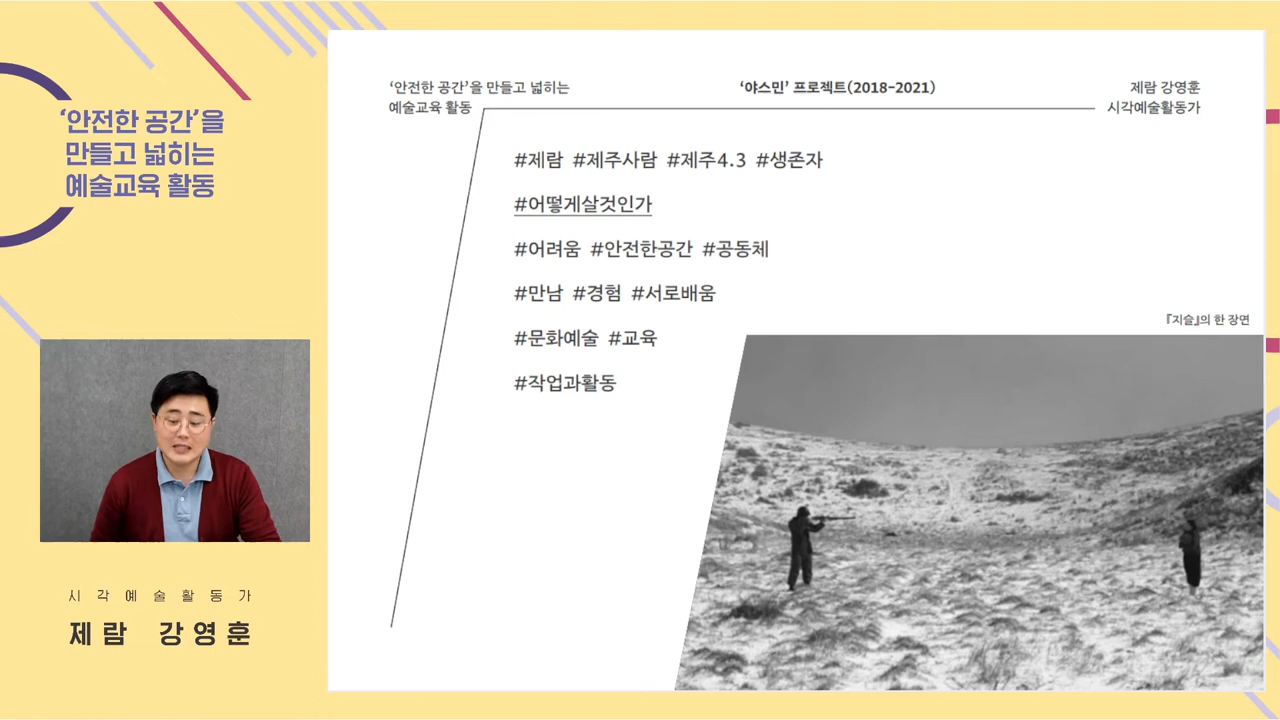 ‘안전한 공간’을
만들고 넓히는
예술교육 활동
시각예술활동가
제람 강영훈
‘안전한 공간’을 만들고 넓히는
예술교육 활동
‘야스민’ 프로젝트(2018-2021)
제람 강영훈
시각예술활동가
#제람 #제주사람 #제주4.3 #생존자
#어떻게살것인가
#어려움 #안전한공간 #공동체
#만남 #경험 #서로배움
#문화예술 #교육
#작업과활동
『지슬』의 한 장면